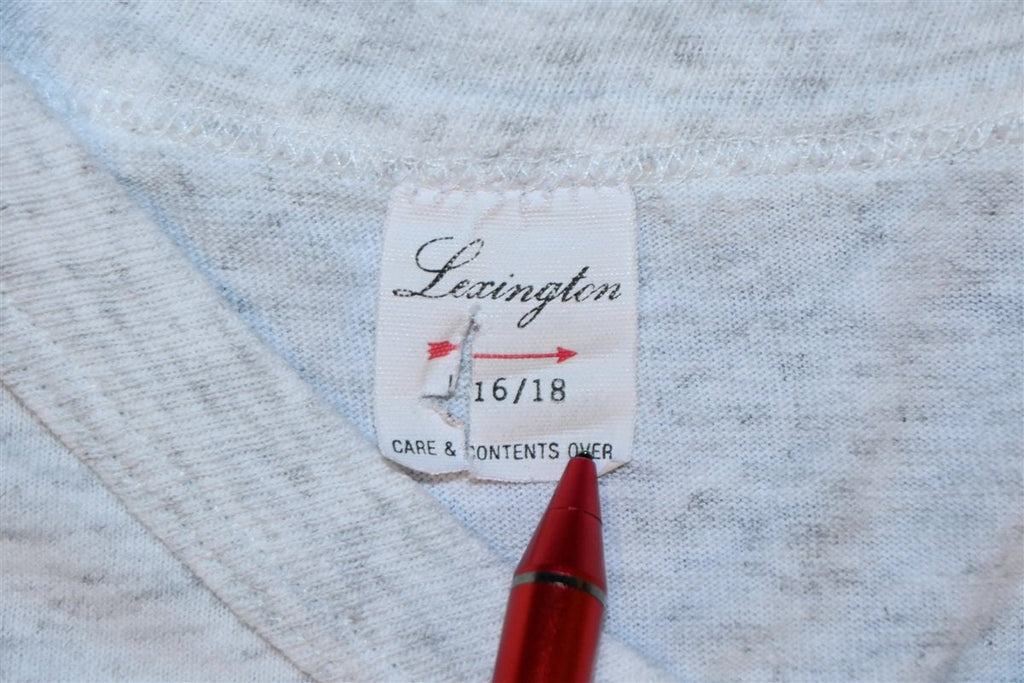 Lexington
16/18
CARE & CONTENTS OVER